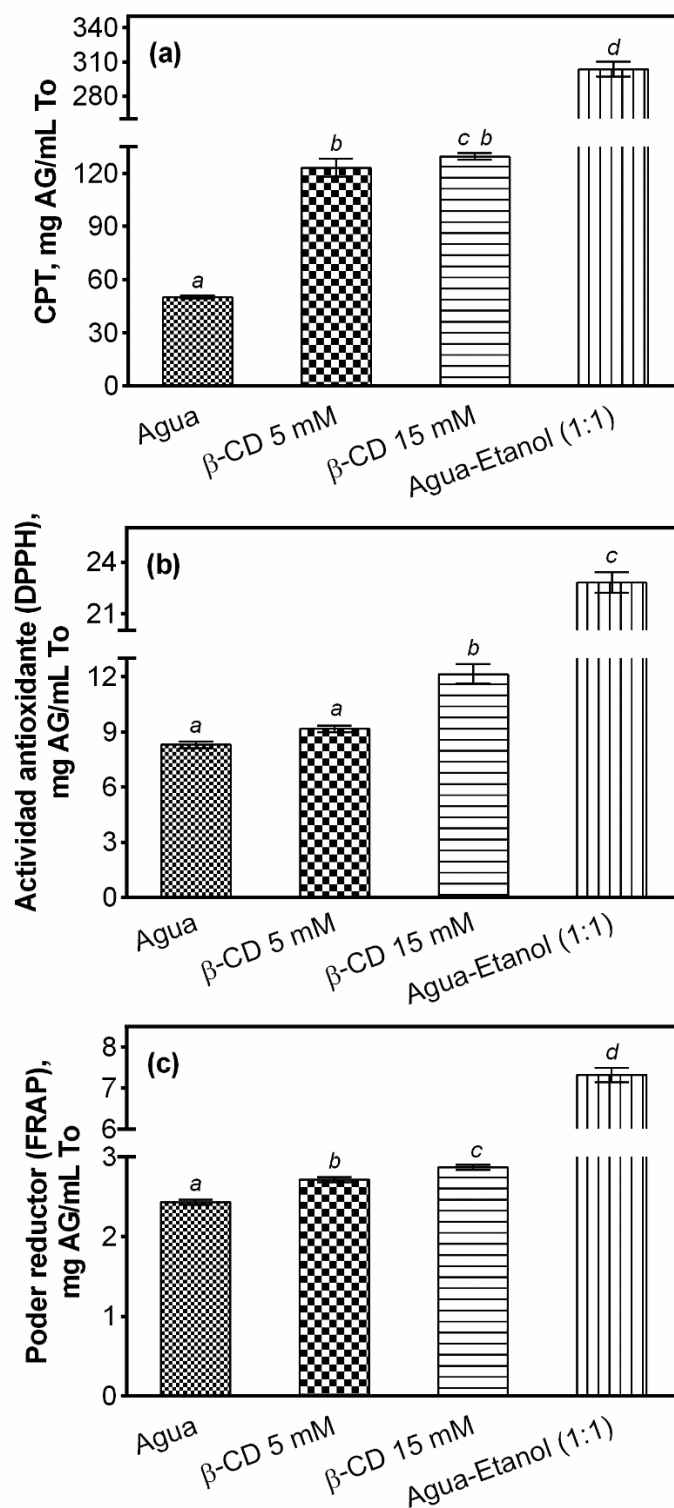 (a)
CPT, mg AG/mL To
340
310
280
120
90
60
30
0
a
b
c b
d
Agua
β-CD 5 mM
β-CD 15 mM
Agua-Etanol (1:1)
(b)
Actividad antioxidante (DPPH),
mg AG/mL To
24
21
12
9
6
3
0
a
a
b
c
Agua
β-CD 5 mM
β-CD 15 mM
Agua-Etanol (1:1)
(c)
Poder reductor (FRAP),
mg AG/mL To
8
7
6
3
2
1
0
a
b
c
d
Agua
β-CD 5 mM
β-CD 15 mM
Agua-Etanol (1:1)